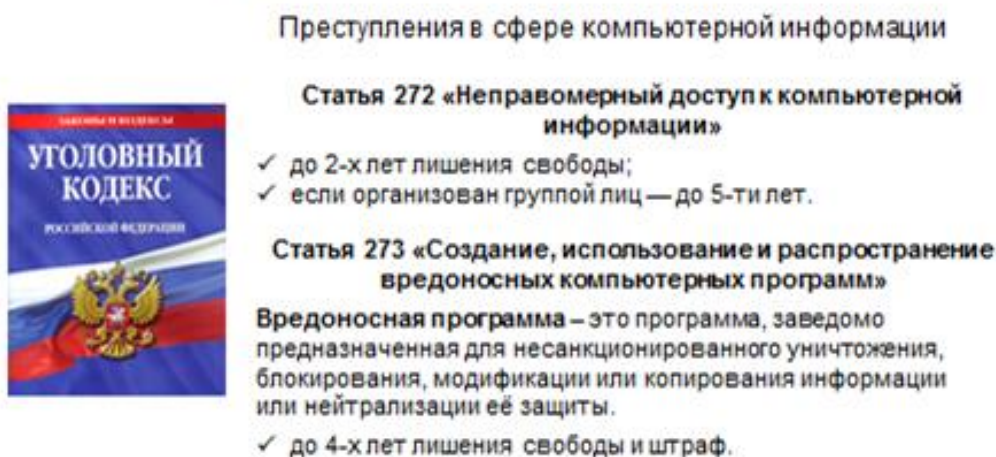 Преступления в сфере компьютерной информации
Статья 272 «Неправомерный доступ к компьютерной
информации»
ЗАКОНЫ И КОДЕКСЫ
УГОЛОВНЫЙ
КОДЕКС
РОССИЙСКОЙ ФЕДЕРАЦИИ
✓ до 2-х лет лишения свободы;
✓ если организован группой лиц — до 5-ти лет.
Статья 273 «Создание, использование и распространение
вредоносных компьютерных программ»
Вредоносная программа – это программа, заведомо
предназначенная для несанкционированного уничтожения,
блокирования, модификации или копирования информации
или нейтрализации её защиты.
✓ до 4-х лет лишения свободы и штраф.